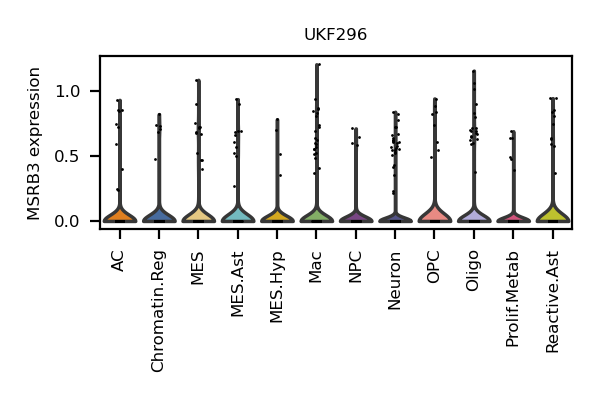 UKF296
MSRB3 expression
1.0
0.5
0.0
AC
Chromatin.Reg
MES
MES.Ast
MES.Hyp
Mac
NPC
Neuron
OPC
Oligo
Prolif.Metab
Reactive.Ast